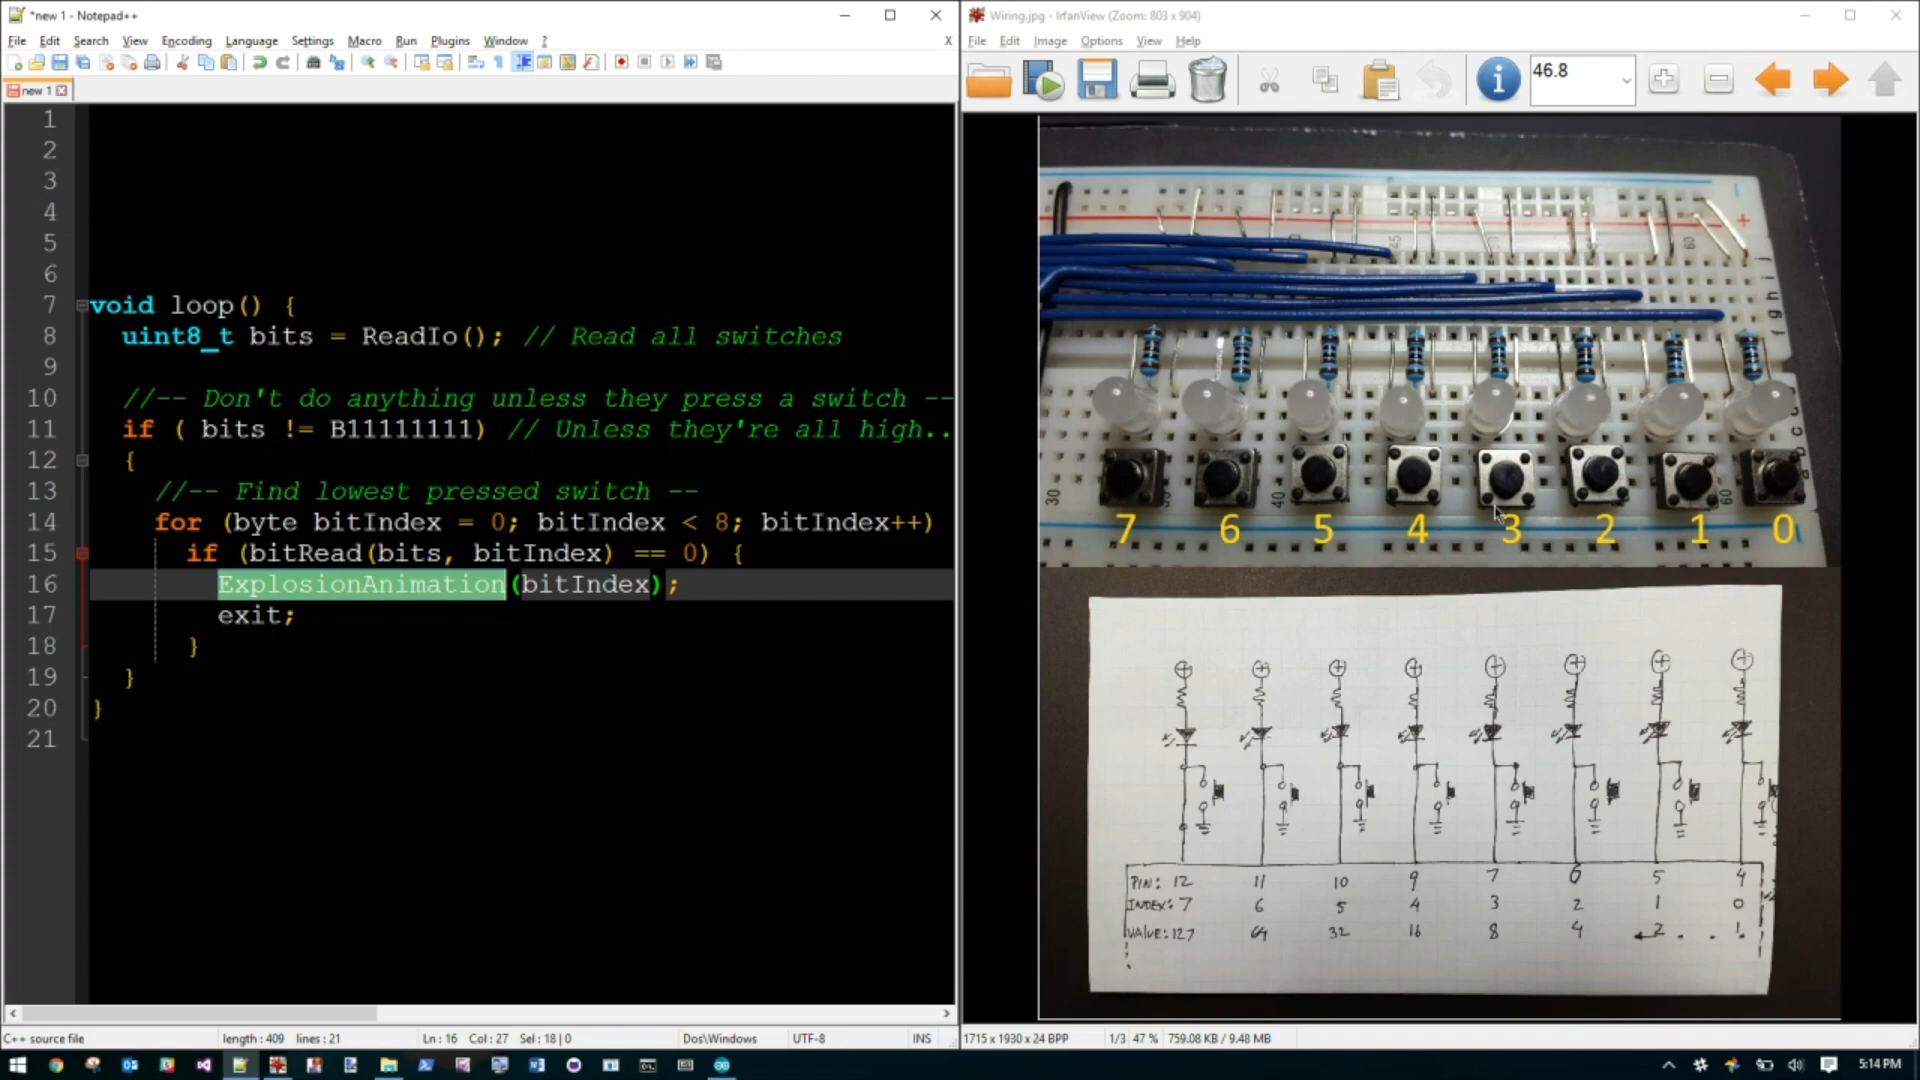 *new 1 - Notepad++
File Edit Search View Encoding Language Settings Macro Run Plugins Window ? X
new 1
1
2
3
4
5
6
7 void loop() {
8 uint8_t bits = ReadIo(); // Read all switches
9
10 //-- Don't do anything unless they press a switch --
11 if ( bits != B11111111) // Unless they're all high..
12 {
13 //-- Find lowest pressed switch --
14 for (byte bitIndex = 0; bitIndex < 8; bitIndex++)
15 if (bitRead(bits, bitIndex) == 0) {
16 ExplosionAnimation(bitIndex);
17 exit;
18 }
19 }
20 }
21
C++ source file length : 409 lines : 21 Ln : 16 Col : 27 Sel : 18 | 0 Dos\Windows UTF-8 INS
Wiring.jpg - IrfanView (Zoom: 803 x 904)
File Edit Image Options View Help
46.8
45
60
30 40 60
7 6 5 4 3 2 1 0
PIN: 12 11 10 9 7 6 5 4
INDEX: 7 6 5 4 3 2 1 0
VALUE: 127 64 32 16 8 4 2 1
1715 x 1930 x 24 BPP 1/3 47 % 759.08 KB / 9.48 MB
5:14 PM